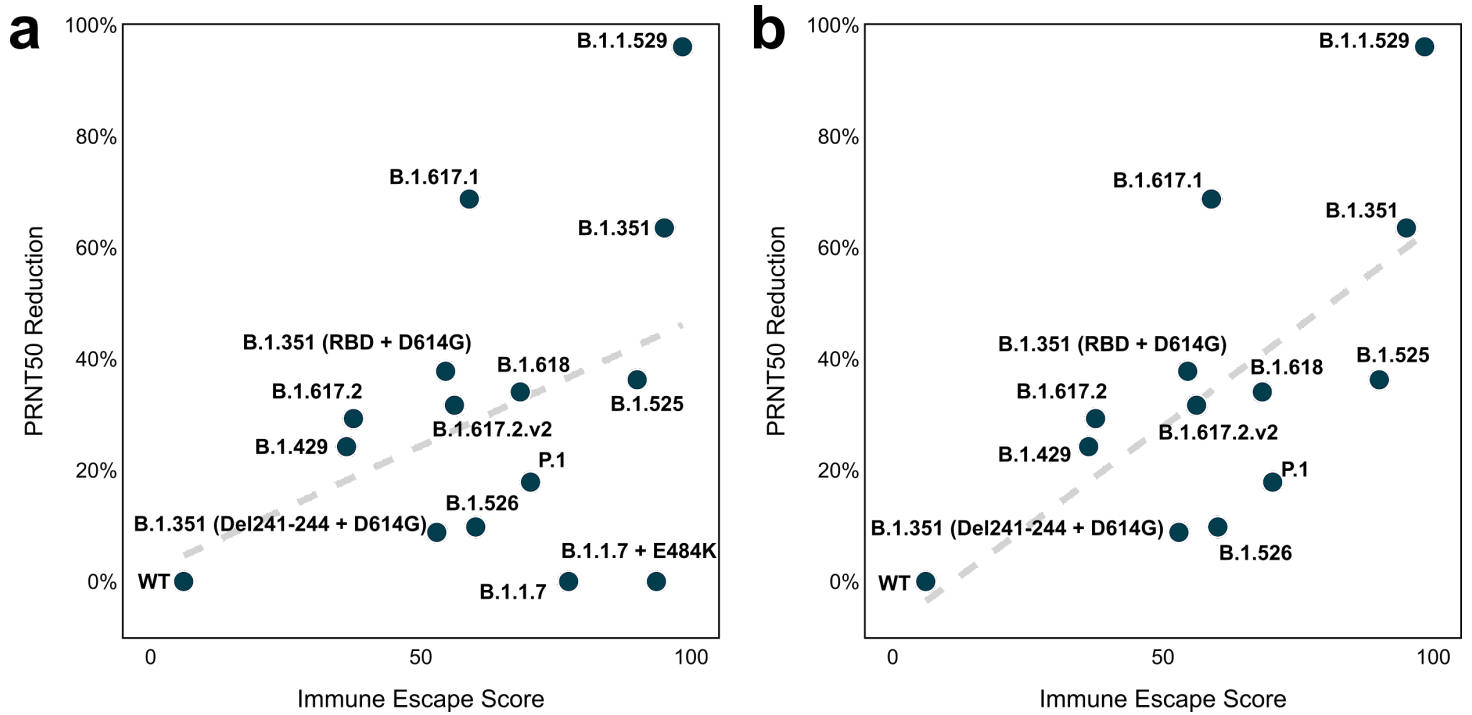 a
100%
80%
60%
40%
20%
0%
PRNT50 Reduction
B.1.1.529
B.1.617.1
B.1.351
B.1.351 (RBD + D614G)
B.1.618
B.1.617.2
B.1.525
B.1.617.2.v2
B.1.429
P.1
B.1.526
B.1.351 (Del241-244 + D614G)
B.1.1.7 + E484K
WT
B.1.1.7
0
50
100
Immune Escape Score
b
100%
80%
60%
40%
20%
0%
PRNT50 Reduction
B.1.1.529
B.1.617.1
B.1.351
B.1.351 (RBD + D614G)
B.1.525
B.1.618
B.1.617.2
B.1.617.2.v2
B.1.429
P.1
B.1.351 (Del241-244 + D614G)
B.1.526
WT
0
50
100
Immune Escape Score